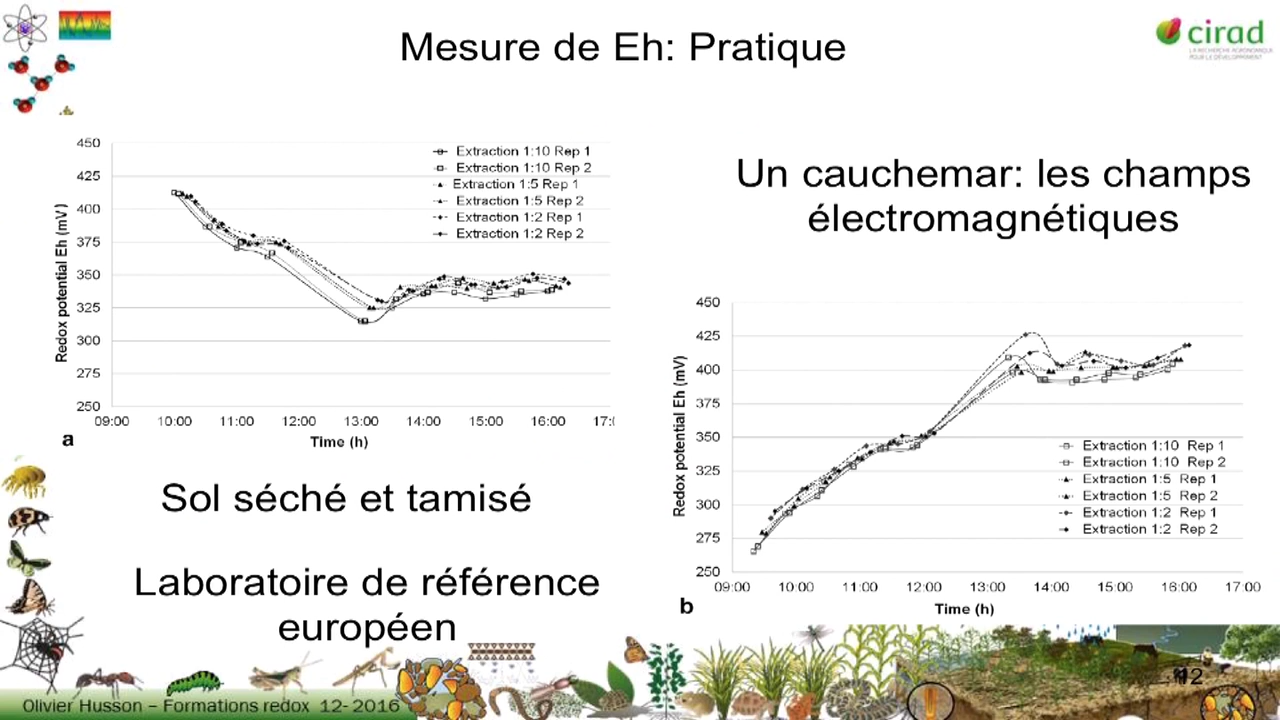 Mesure de Eh: Pratique
cirad
LA RECHERCHE AGRONOMIQUE
POUR LE DÉVELOPPEMENT
Un cauchemar: les champs
électromagnétiques
Redox potential Eh (mV)
450
425
400
375
350
325
300
275
250
09:00 10:00 11:00 12:00 13:00 14:00 15:00 16:00
Time (h)
a
Extraction 1:10 Rep 1
Extraction 1:10 Rep 2
Extraction 1:5 Rep 1
Extraction 1:5 Rep 2
Extraction 1:2 Rep 1
Extraction 1:2 Rep 2
Redox potential Eh (mV)
450
425
400
375
350
325
300
275
250
09:00 10:00 11:00 12:00 13:00 14:00 15:00 16:00 17:00
Time (h)
b
Extraction 1:10 Rep 1
Extraction 1:10 Rep 2
Extraction 1:5 Rep 1
Extraction 1:5 Rep 2
Extraction 1:2 Rep 1
Extraction 1:2 Rep 2
Sol séché et tamisé
Laboratoire de référence
européen
Olivier Husson – Formations redox 12- 2016